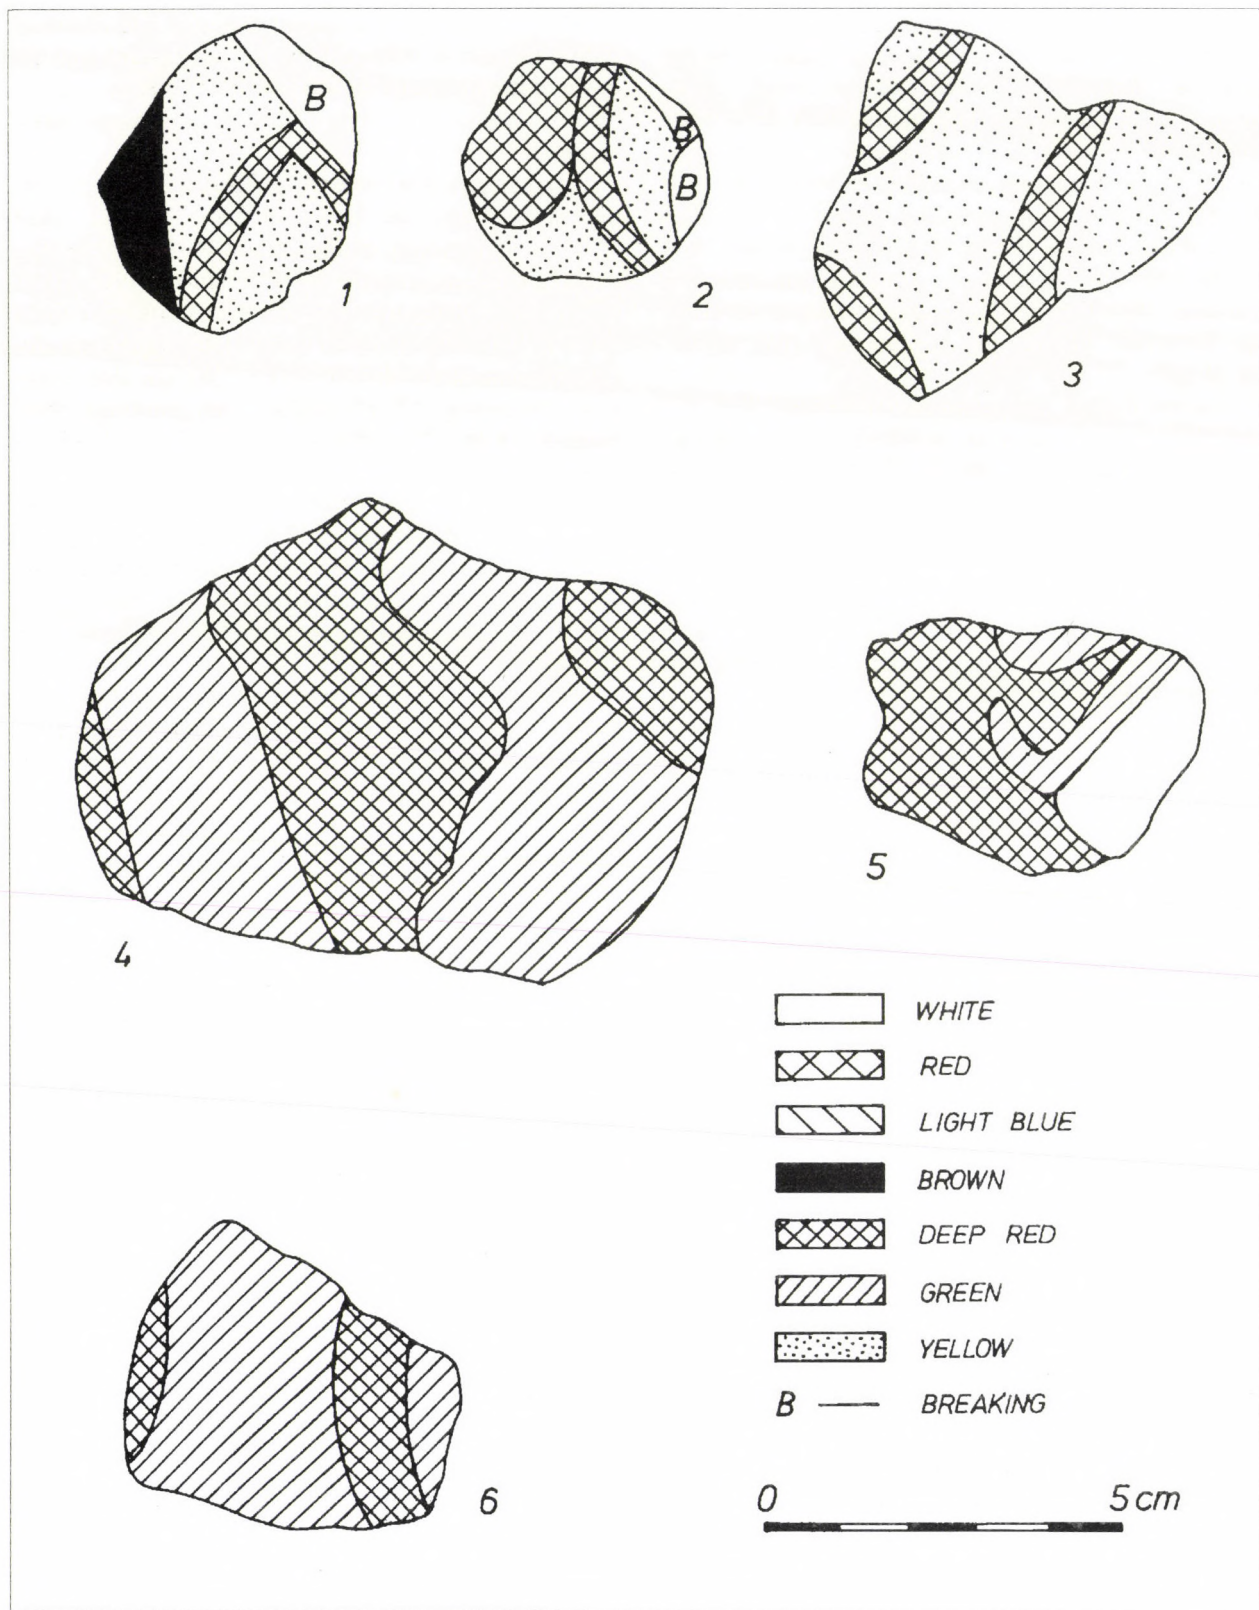 B
B
B
1
2
3
4
5
WHITE
RED
LIGHT BLUE
BROWN
DEEP RED
GREEN
YELLOW
B — BREAKING
6
0 5 cm